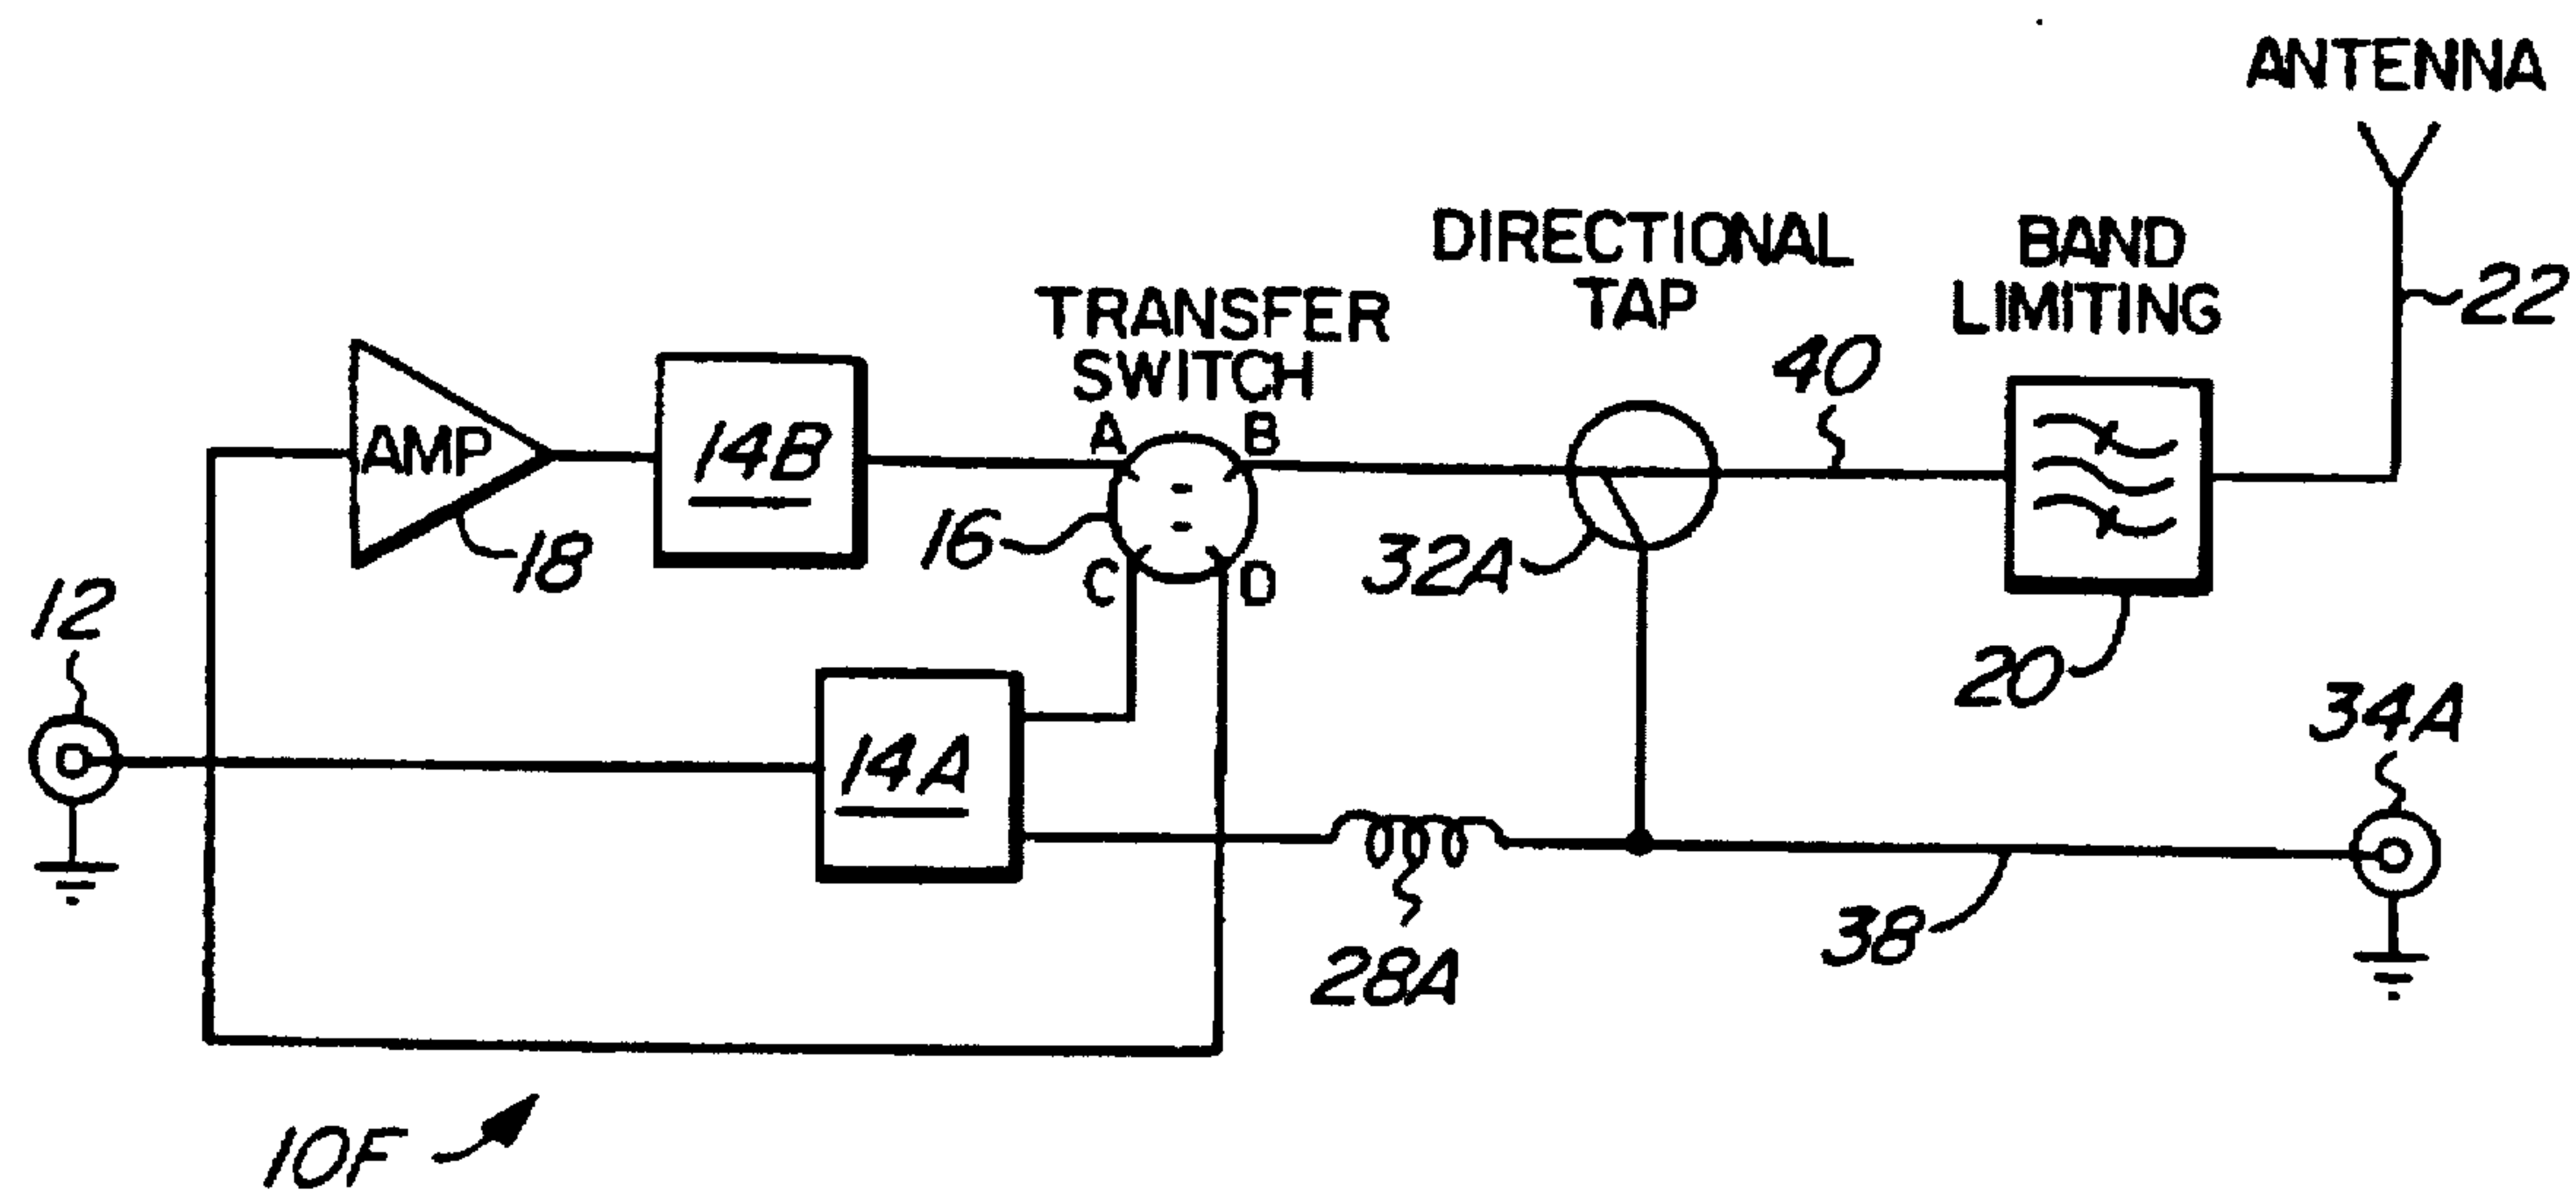 ANTENNA
DIRECTIONAL
TAP
BAND
LIMITING
22
TRANSFER
SWITCH
40
A
B
AMP
14B
16
C
D
32A
18
12
20
34A
14A
38
28A
10F